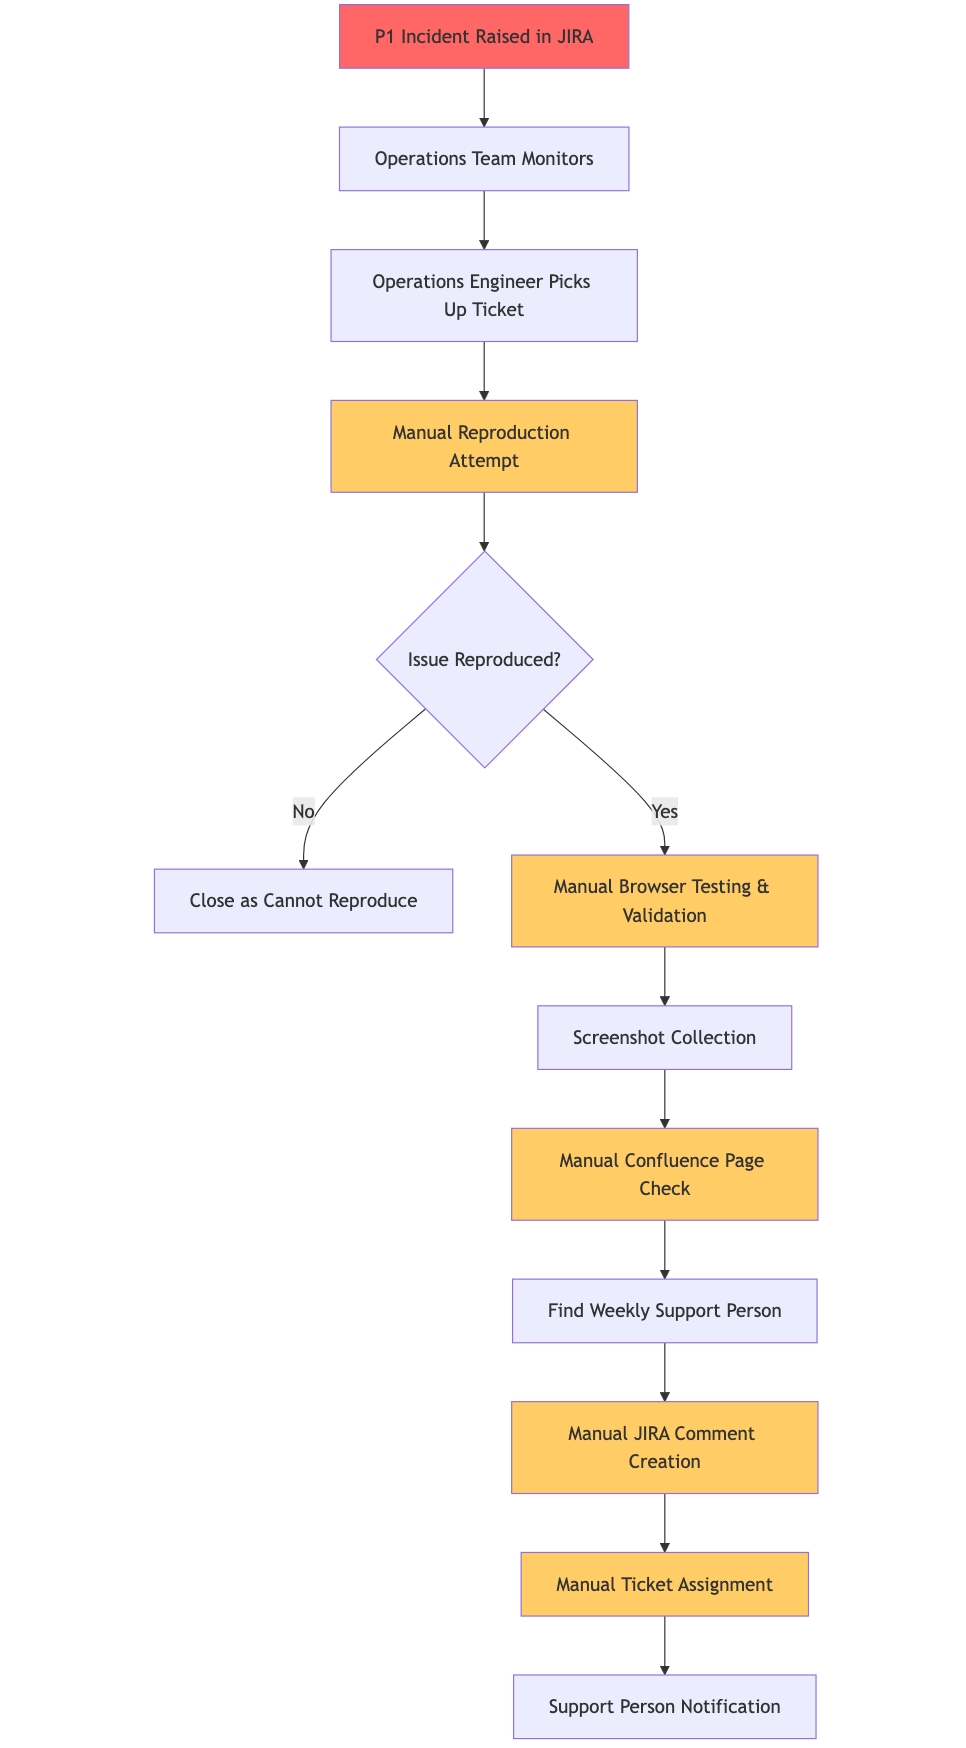 P1 Incident Raised in JIRA
Operations Team Monitors
Operations Engineer Picks
Up Ticket
Manual Reproduction
Attempt
Issue Reproduced?
No
Yes
Close as Cannot Reproduce
Manual Browser Testing &
Validation
Screenshot Collection
Manual Confluence Page
Check
Find Weekly Support Person
Manual JIRA Comment
Creation
Manual Ticket Assignment
Support Person Notification